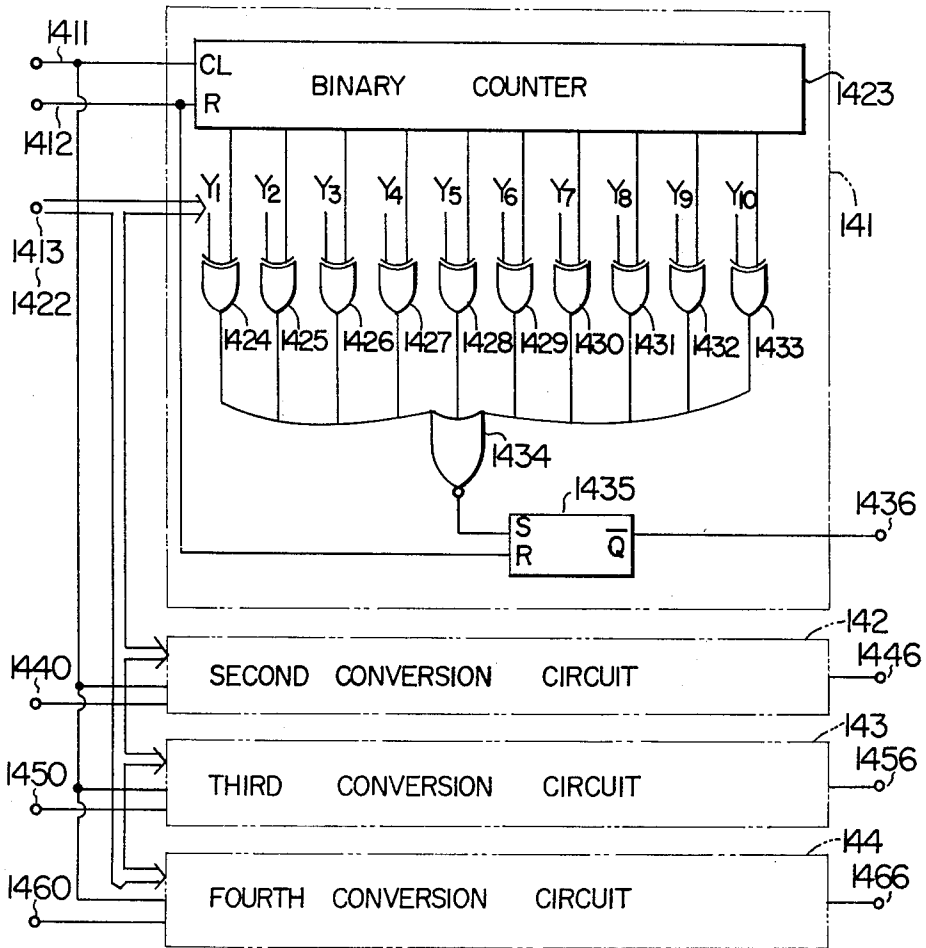 1411
CL
BINARY COUNTER
R
1423
1412
Y1 Y2 Y3 Y4 Y5 Y6 Y7 Y8 Y9 Y10
141
1413
1422
1424 1425 1426 1427 1428 1429 1430 1431 1432 1433
1434
1435
1436
S
R
Q̅
142
1440
SECOND CONVERSION CIRCUIT
1446
143
1450
THIRD CONVERSION CIRCUIT
1456
144
1460
FOURTH CONVERSION CIRCUIT
1466